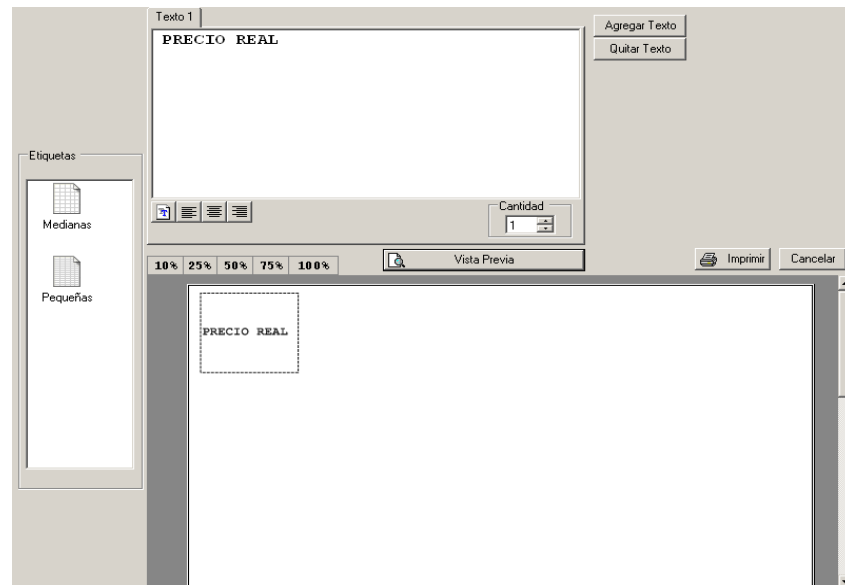 Texto 1
PRECIO REAL
Agregar Texto
Quitar Texto
Etiquetas
Medianas
Pequeñas
Cantidad
1
10% 25% 50% 75% 100%
Vista Previa
Imprimir
Cancelar
PRECIO REAL